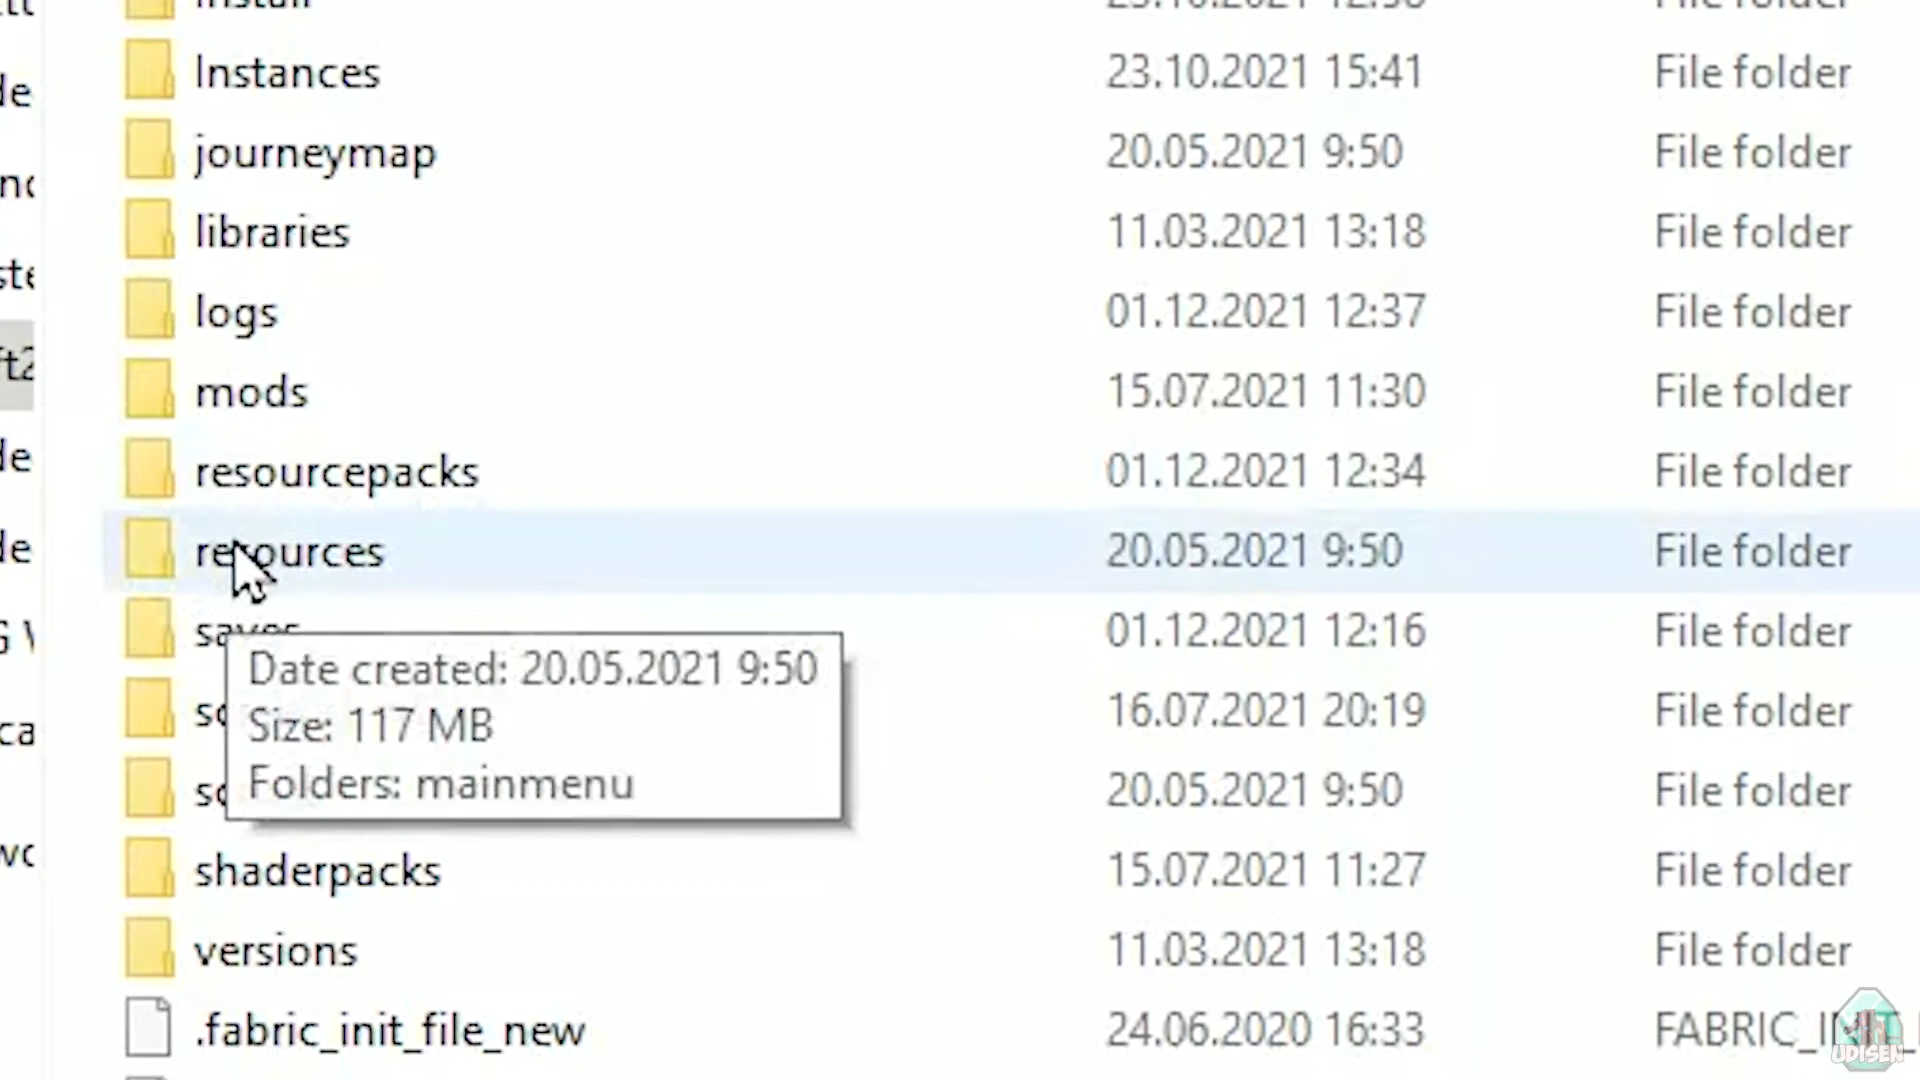 Instances 23.10.2021 15:41 File folder
journeymap 20.05.2021 9:50 File folder
libraries 11.03.2021 13:18 File folder
logs 01.12.2021 12:37 File folder
mods 15.07.2021 11:30 File folder
resourcepacks 01.12.2021 12:34 File folder
resources 20.05.2021 9:50 File folder
saves 01.12.2021 12:16 File folder
16.07.2021 20:19 File folder
20.05.2021 9:50 File folder
Date created: 20.05.2021 9:50
Size: 117 MB
Folders: mainmenu
shaderpacks 15.07.2021 11:27 File folder
versions 11.03.2021 13:18 File folder
.fabric_init_file_new 24.06.2020 16:33 FABRIC_INIT_
UDISEN